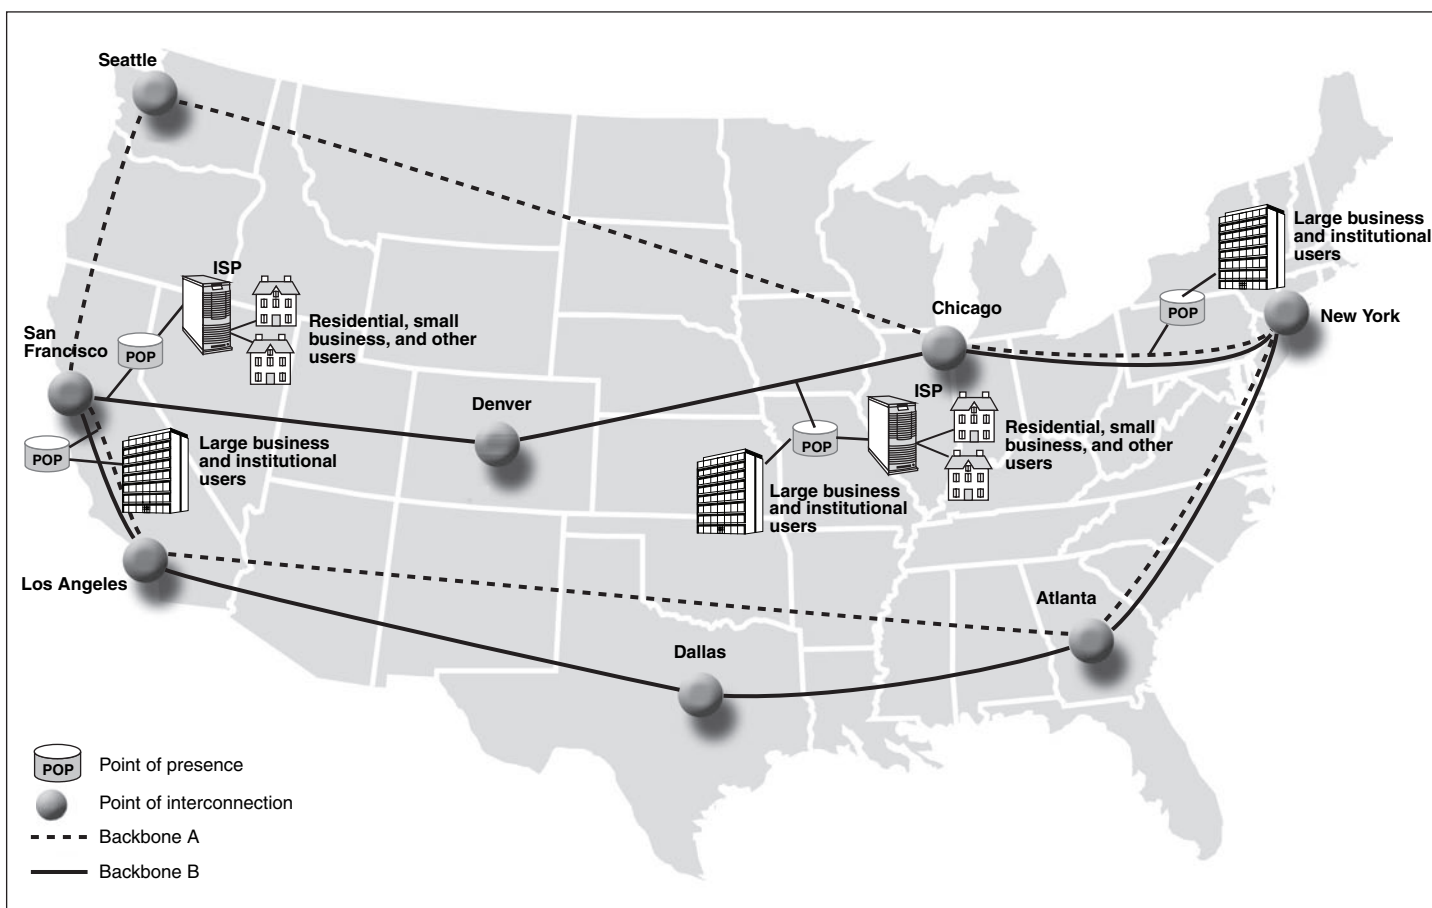 Seattle
Large business
and institutional
users
ISP
POP
Chicago
New York
Residential, small
business, and other
users
San
Francisco
POP
ISP
Denver
Residential, small
business, and other
users
Large business
and institutional
users
POP
POP
Large business
and institutional
users
Los Angeles
Atlanta
Dallas
POP
Point of presence
Point of interconnection
Backbone A
Backbone B